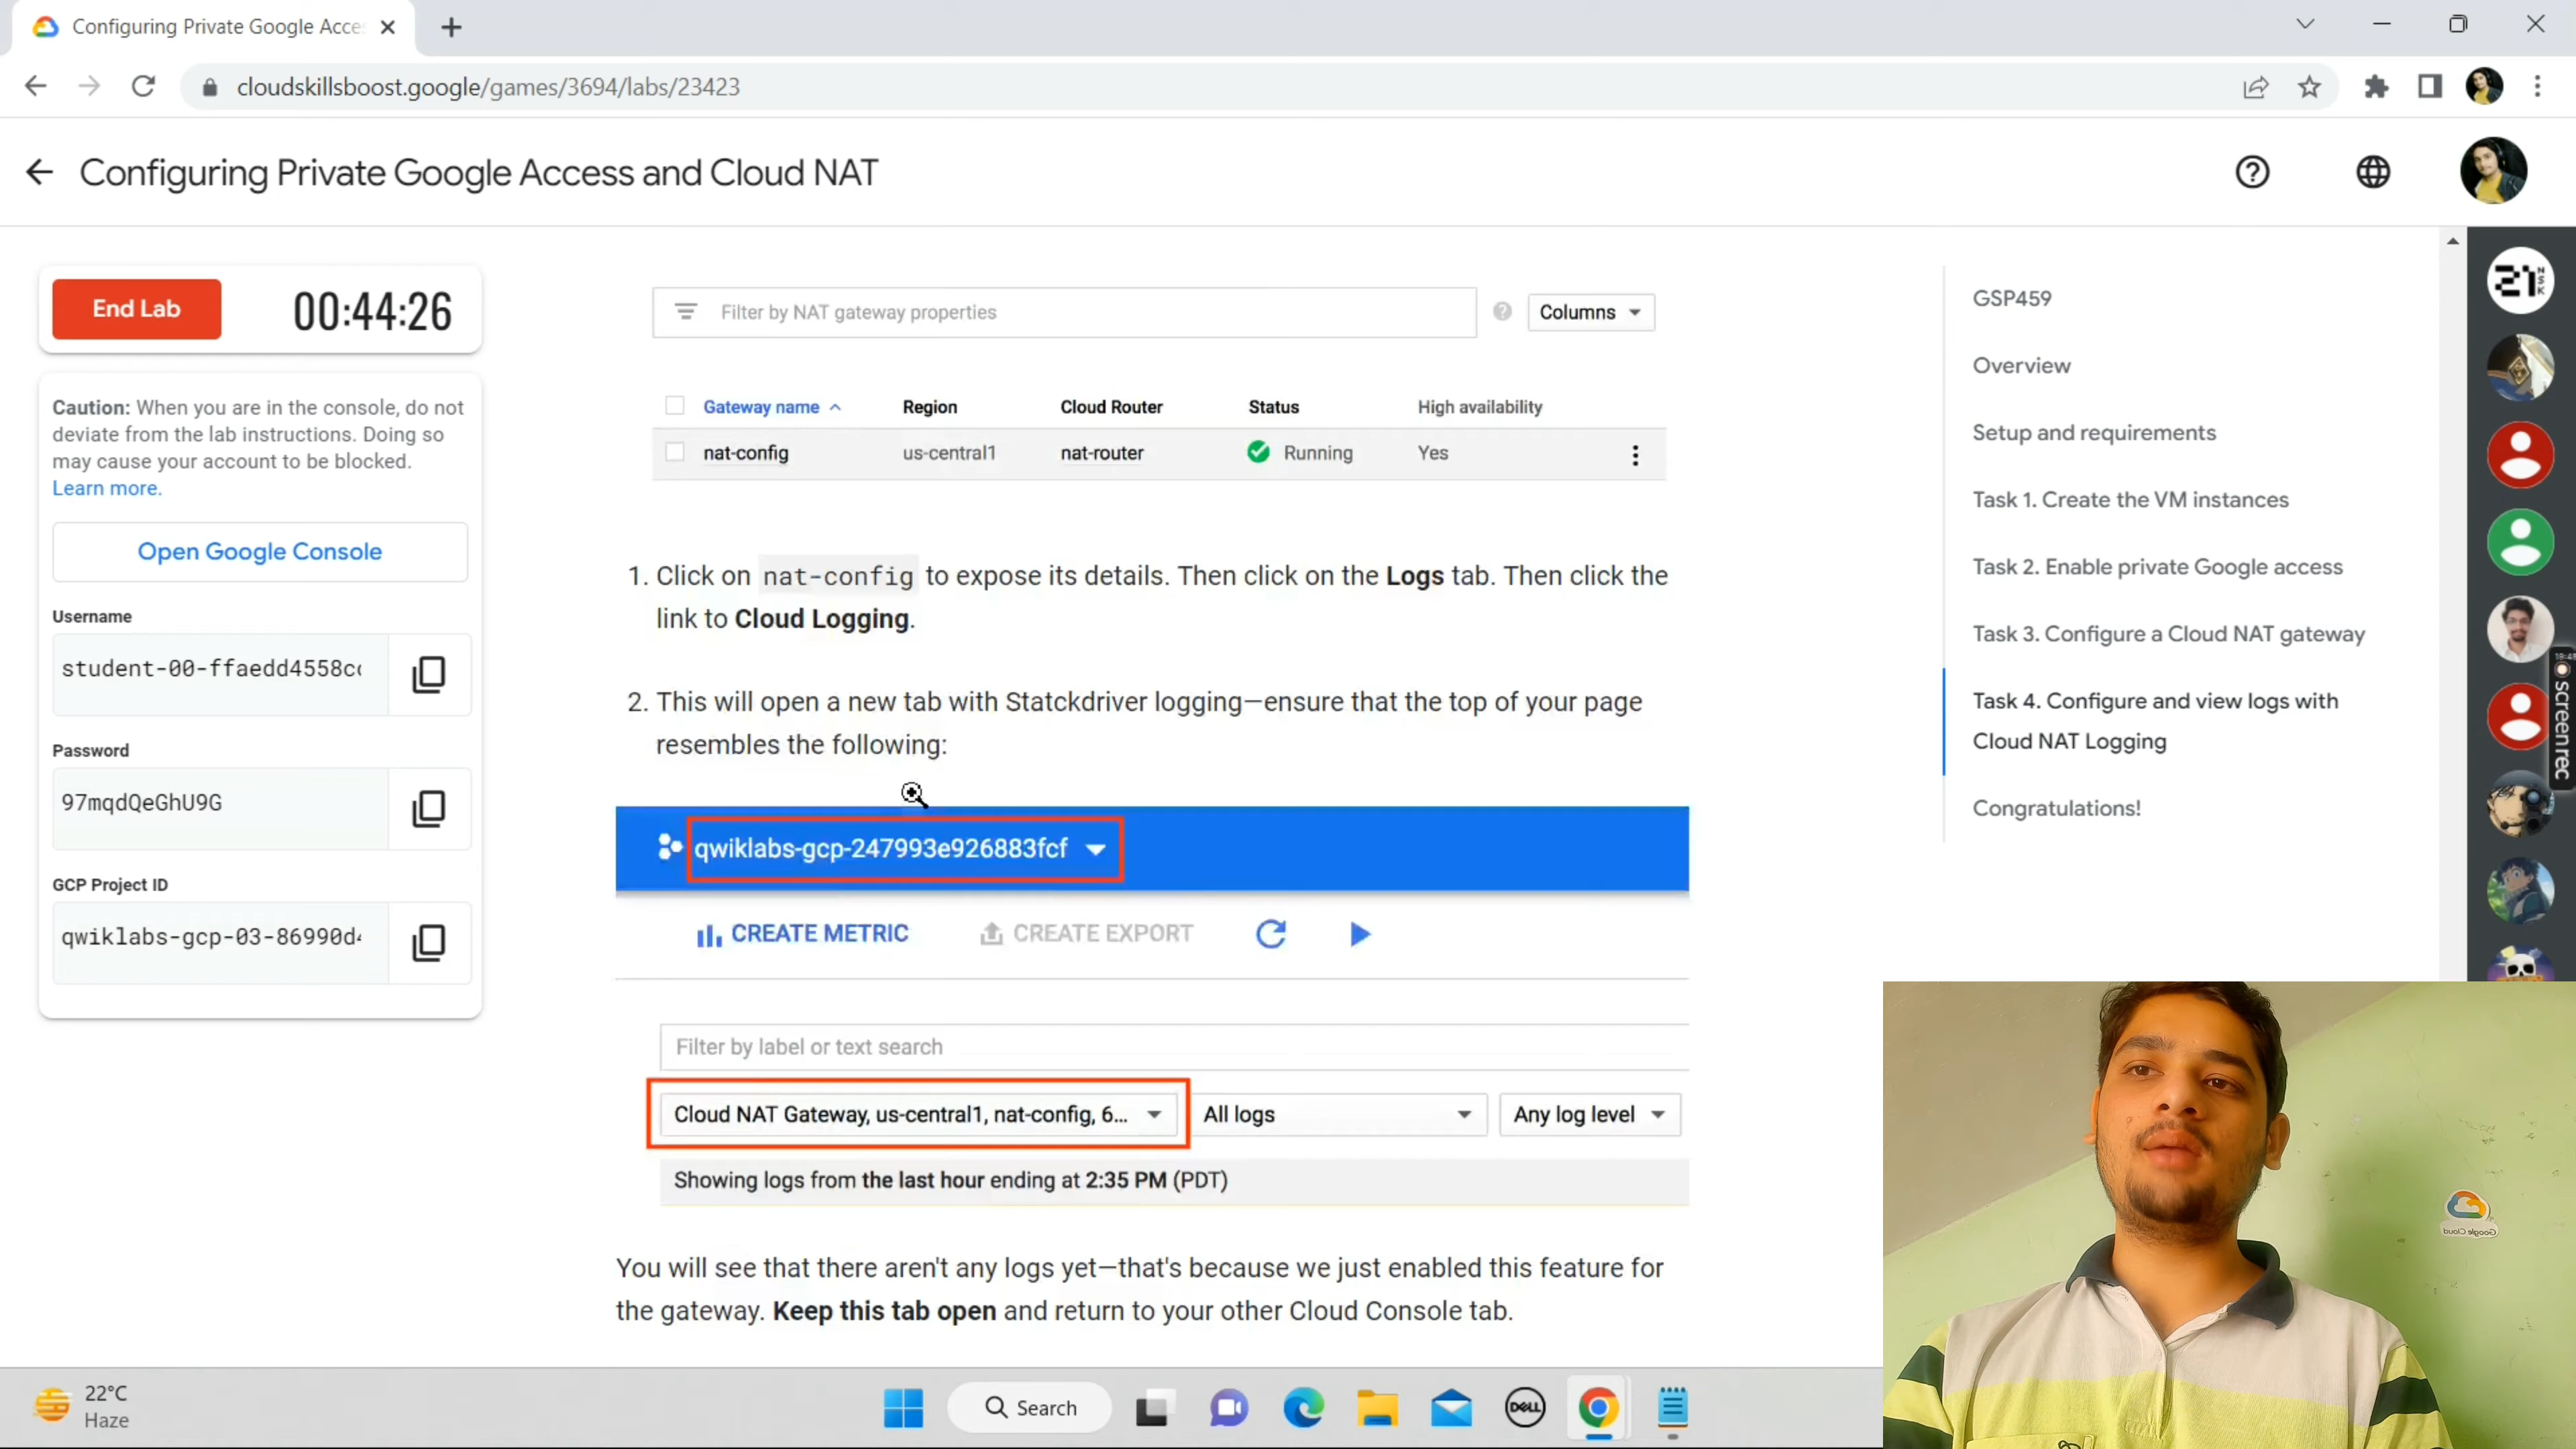 Configuring Private Google Acce
cloudskillsboost.google/games/3694/labs/23423
Configuring Private Google Access and Cloud NAT
End Lab
00:44:26
Caution: When you are in the console, do not
deviate from the lab instructions. Doing so
may cause your account to be blocked.
Learn more.
Open Google Console
Username
student-00-ffaedd4558c
Password
97mqdQeGhU9G
GCP Project ID
qwiklabs-gcp-03-86990d
Filter by NAT gateway properties
Columns
Gateway name Region Cloud Router Status High availability
nat-config us-central1 nat-router Running Yes
1. Click on nat-config to expose its details. Then click on the Logs tab. Then click the
link to Cloud Logging.
2. This will open a new tab with Statckdriver logging—ensure that the top of your page
resembles the following:
qwiklabs-gcp-247993e926883fcf
CREATE METRIC CREATE EXPORT
Filter by label or text search
Cloud NAT Gateway, us-central1, nat-config, 6... All logs Any log level
Showing logs from the last hour ending at 2:35 PM (PDT)
You will see that there aren't any logs yet—that's because we just enabled this feature for
the gateway. Keep this tab open and return to your other Cloud Console tab.
GSP459
Overview
Setup and requirements
Task 1. Create the VM instances
Task 2. Enable private Google access
Task 3. Configure a Cloud NAT gateway
Task 4. Configure and view logs with
Cloud NAT Logging
Congratulations!
21
NSK
screenrec
Google Cloud
22°C
Haze
Search
DELL